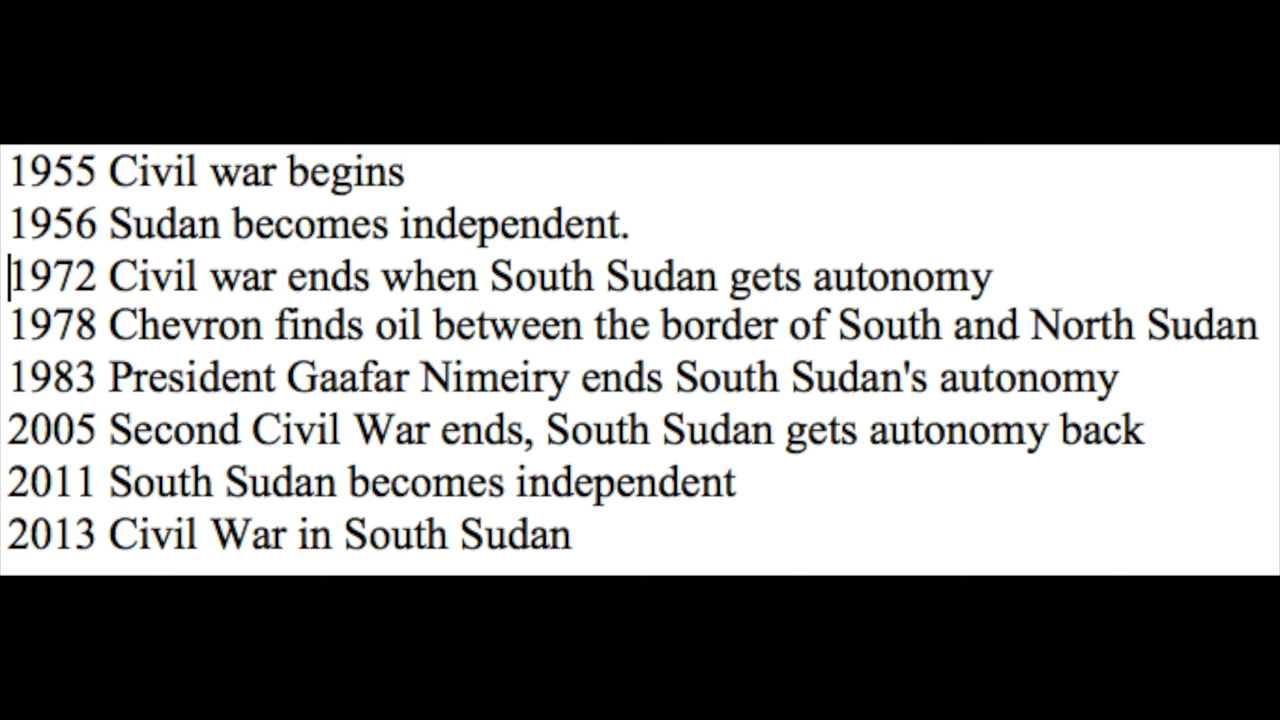 1955 Civil war begins
1956 Sudan becomes independent.
1972 Civil war ends when South Sudan gets autonomy
1978 Chevron finds oil between the border of South and North Sudan
1983 President Gaafar Nimeiry ends South Sudan's autonomy
2005 Second Civil War ends, South Sudan gets autonomy back
2011 South Sudan becomes independent
2013 Civil War in South Sudan